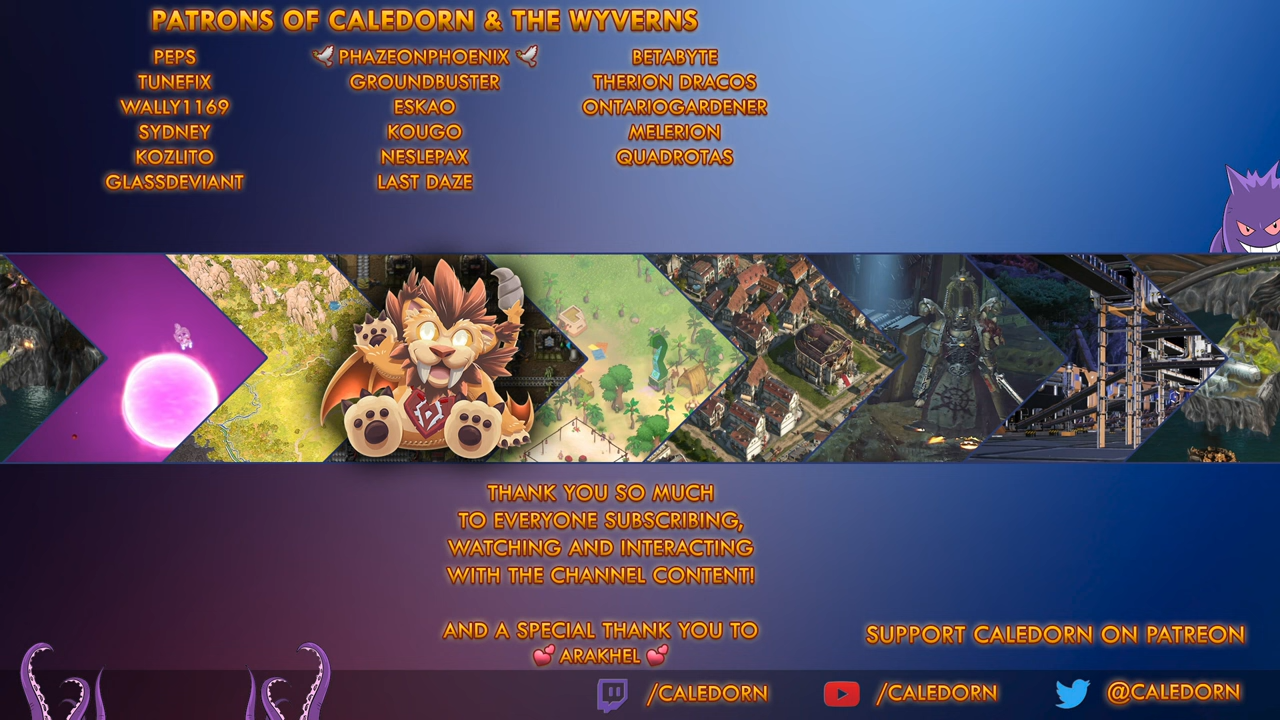 PATRONS OF CALEDORN & THE WYVERNS
PEPS
TUNEFIX
WALLY1169
SYDNEY
KOZLITO
GLASSDEVIANT
PHAZEONPHOENIX
GROUNDBUSTER
ESKAO
KOUGO
NESLEPAX
LAST DAZE
BETABYTE
THERION DRACOS
ONTARIOGARDENER
MELERION
QUADROTAS
THANK YOU SO MUCH
TO EVERYONE SUBSCRIBING,
WATCHING AND INTERACTING
WITH THE CHANNEL CONTENT!
AND A SPECIAL THANK YOU TO
ARAKHEL
SUPPORT CALEDORN ON PATREON
/CALEDORN
/CALEDORN
@CALEDORN